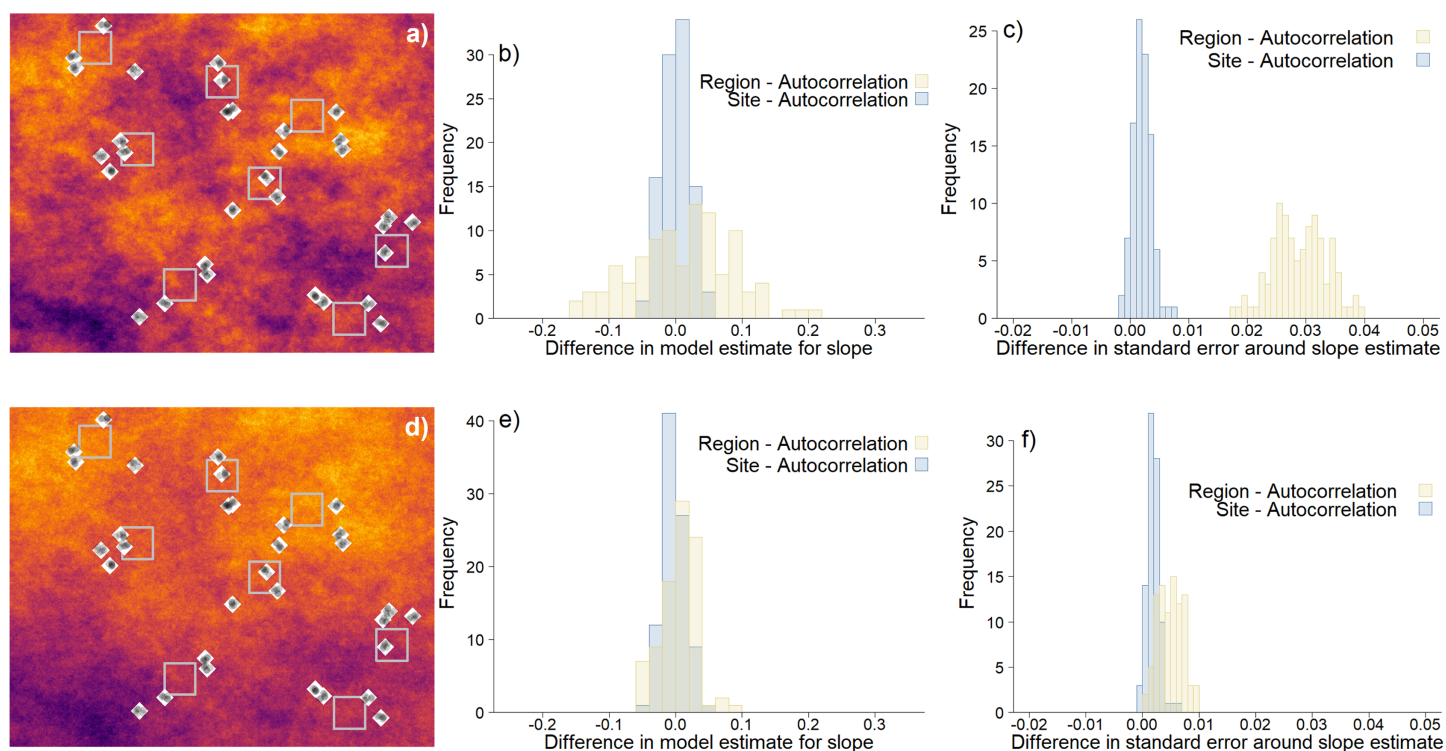 a)
b)
Region - Autocorrelation
Site - Autocorrelation
Frequency
0
5
10
15
20
25
30
-0.2
-0.1
0.0
0.1
0.2
0.3
Difference in model estimate for slope
c)
Region - Autocorrelation
Site - Autocorrelation
Frequency
0
5
10
15
20
25
-0.02
-0.01
0.00
0.01
0.02
0.03
0.04
0.05
Difference in standard error around slope estimate
d)
e)
Region - Autocorrelation
Site - Autocorrelation
Frequency
0
10
20
30
40
-0.2
-0.1
0.0
0.1
0.2
0.3
Difference in model estimate for slope
f)
Region - Autocorrelation
Site - Autocorrelation
Frequency
0
5
10
15
20
25
30
-0.02
-0.01
0.00
0.01
0.02
0.03
0.04
0.05
Difference in standard error around slope estimate